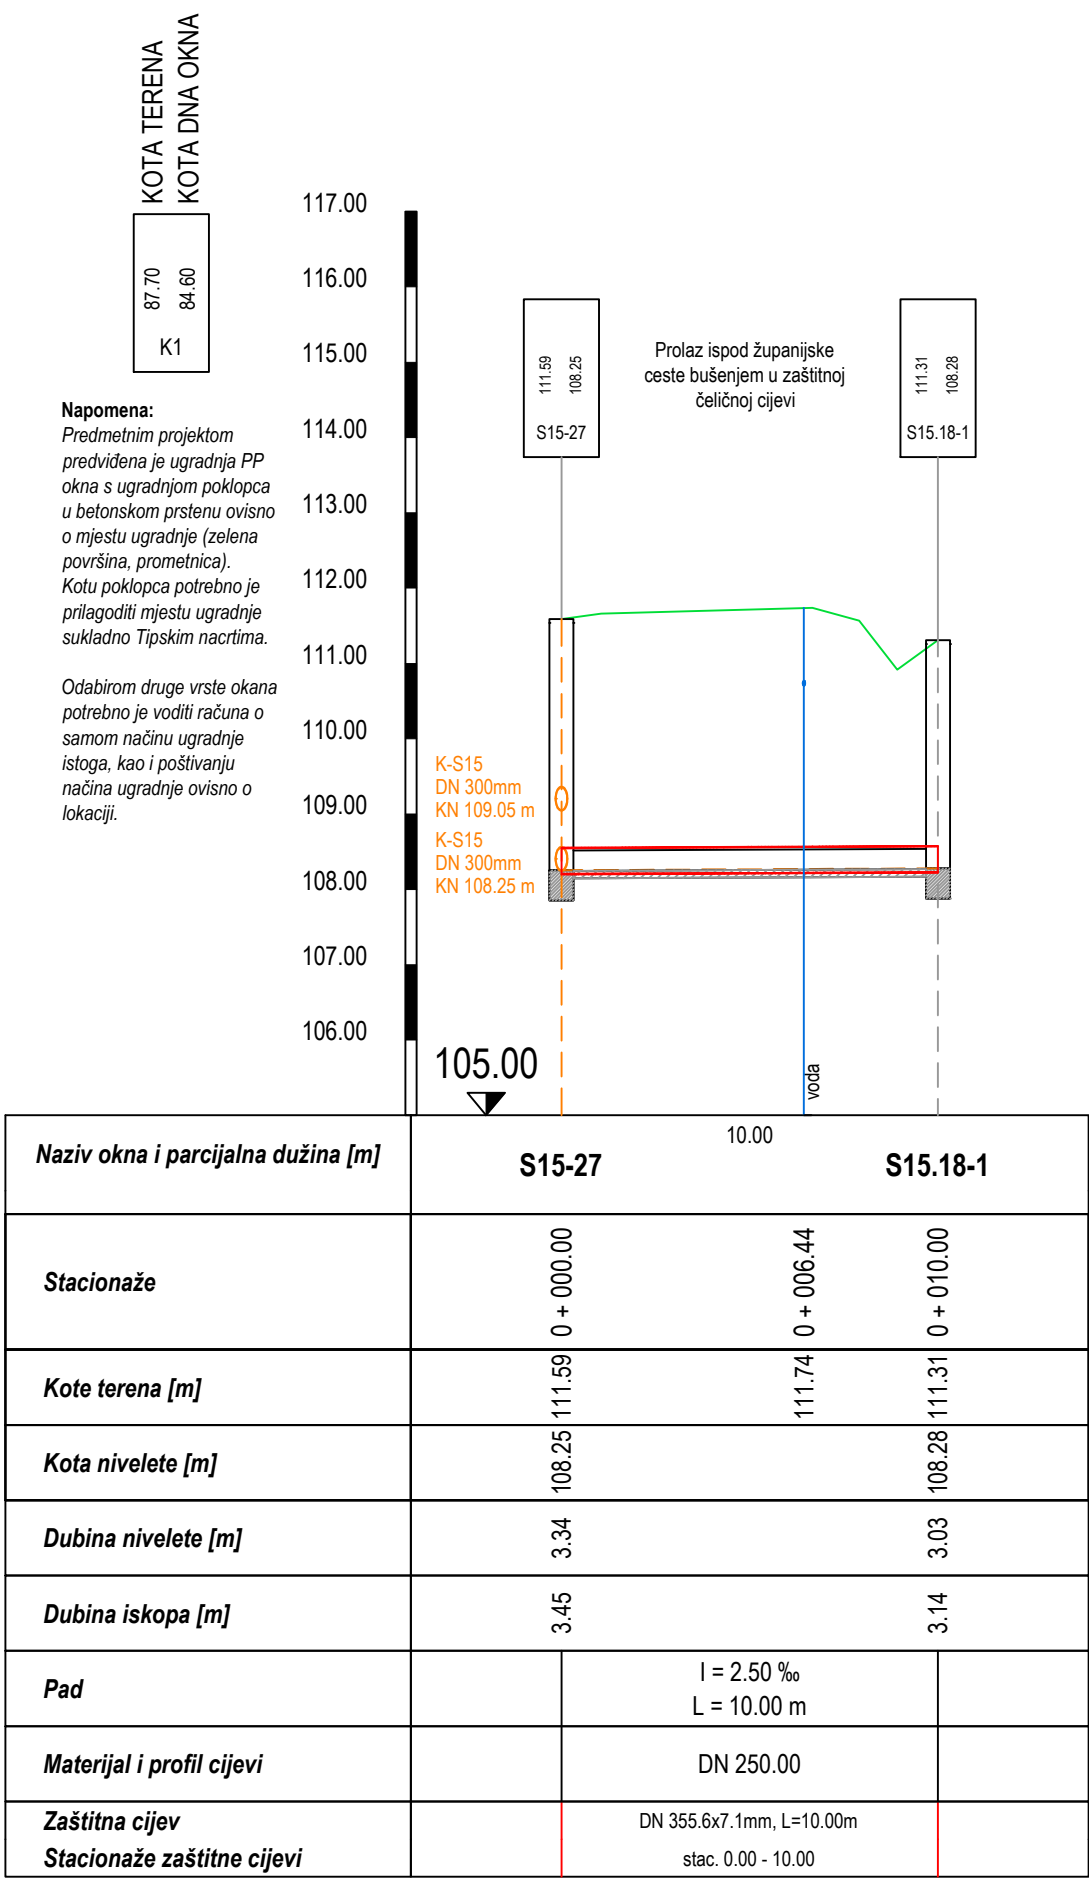 KOTA TERENA
KOTA DNA OKNA
87.70
84.60
K1
Napomena:
Predmetnim projektom
predviđena je ugradnja PP
okna s ugradnjom poklopca
u betonskom prstenu ovisno
o mjestu ugradnje (zelena
površina, prometnica).
Kotu poklopca potrebno je
prilagoditi mjestu ugradnje
sukladno Tipskim nacrtima.
Odabirom druge vrste okana
potrebno je voditi računa o
samom načinu ugradnje
istoga, kao i poštivanju
načina ugradnje ovisno o
lokaciji.
117.00
116.00
115.00
114.00
113.00
112.00
111.00
110.00
109.00
108.00
107.00
106.00
105.00
111.59
108.25
S15-27
Prolaz ispod županijske
ceste bušenjem u zaštitnoj
čeličnoj cijevi
111.31
108.28
S15.18-1
K-S15
DN 300mm
KN 109.05 m
K-S15
DN 300mm
KN 108.25 m
voda
Naziv okna i parcijalna dužina [m]
10.00
S15-27
S15.18-1
Stacionaže
0 + 000.00
0 + 006.44
0 + 010.00
Kote terena [m]
111.59
111.74
111.31
Kota nivelete [m]
108.25
108.28
Dubina nivelete [m]
3.34
3.03
Dubina iskopa [m]
3.45
3.14
Pad
I = 2.50 ‰
L = 10.00 m
Materijal i profil cijevi
DN 250.00
Zaštitna cijev
DN 355.6x7.1mm, L=10.00m
Stacionaže zaštitne cijevi
stac. 0.00 - 10.00